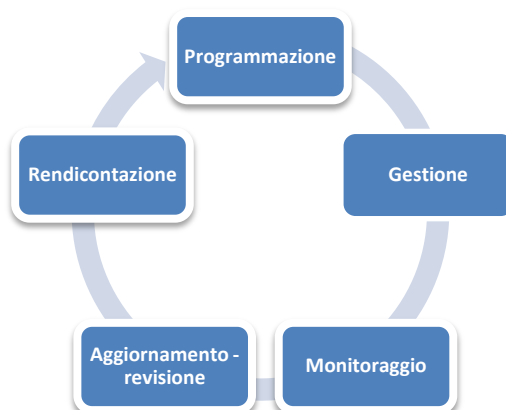 Programmazione
Gestione
Monitoraggio
Aggiornamento -
revisione
Rendicontazione